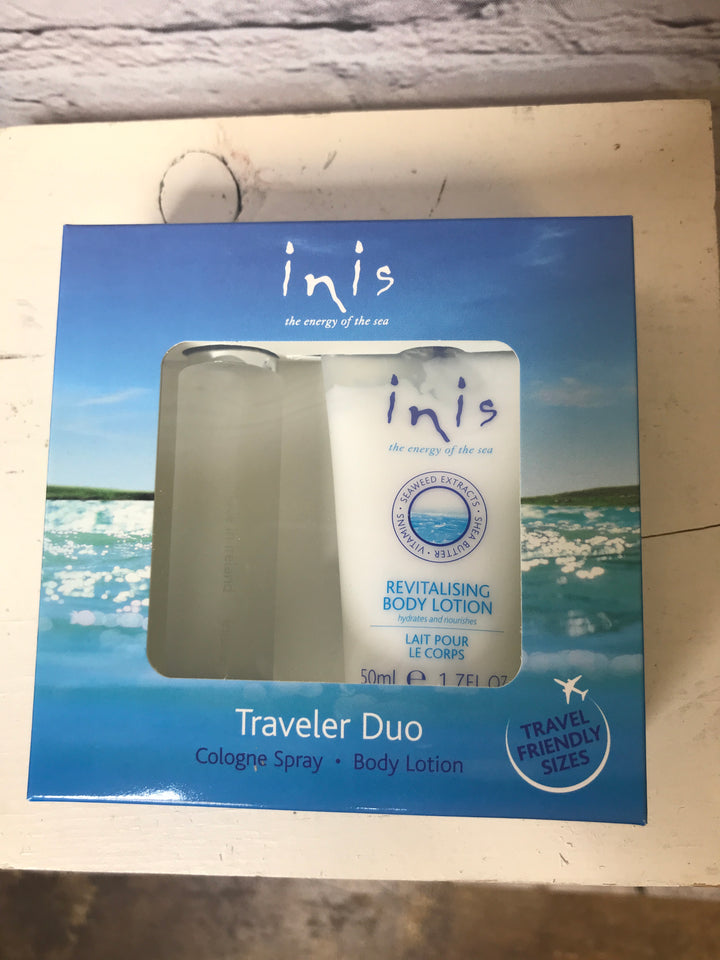 inis
the energy of the sea
inis
the energy of the sea
SEAWEED EXTRACTS • SHEA BUTTER • VITAMINS •
REVITALISING
BODY LOTION
hydrates and nourishes
LAIT POUR
LE CORPS
50ml e 1.7FL OZ
ireland
Traveler Duo
Cologne Spray • Body Lotion
TRAVEL
FRIENDLY
SIZES